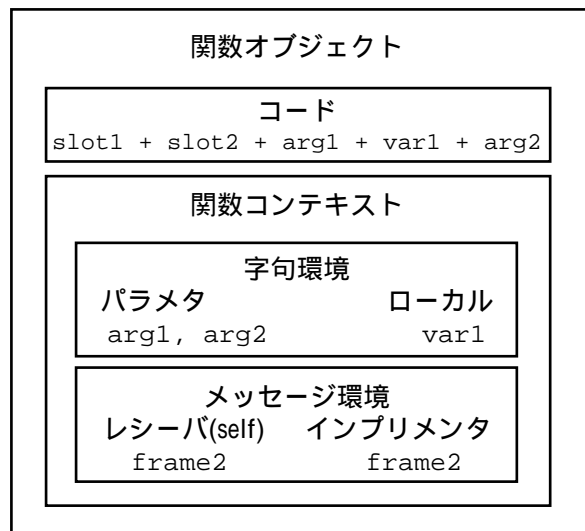 関数オブジェクト
コード
slot1 + slot2 + arg1 + var1 + arg2
関数コンテキスト
字句環境
パラメタ ローカル
arg1, arg2 var1
メッセージ環境
レシーバ(self) インプリメンタ
frame2 frame2